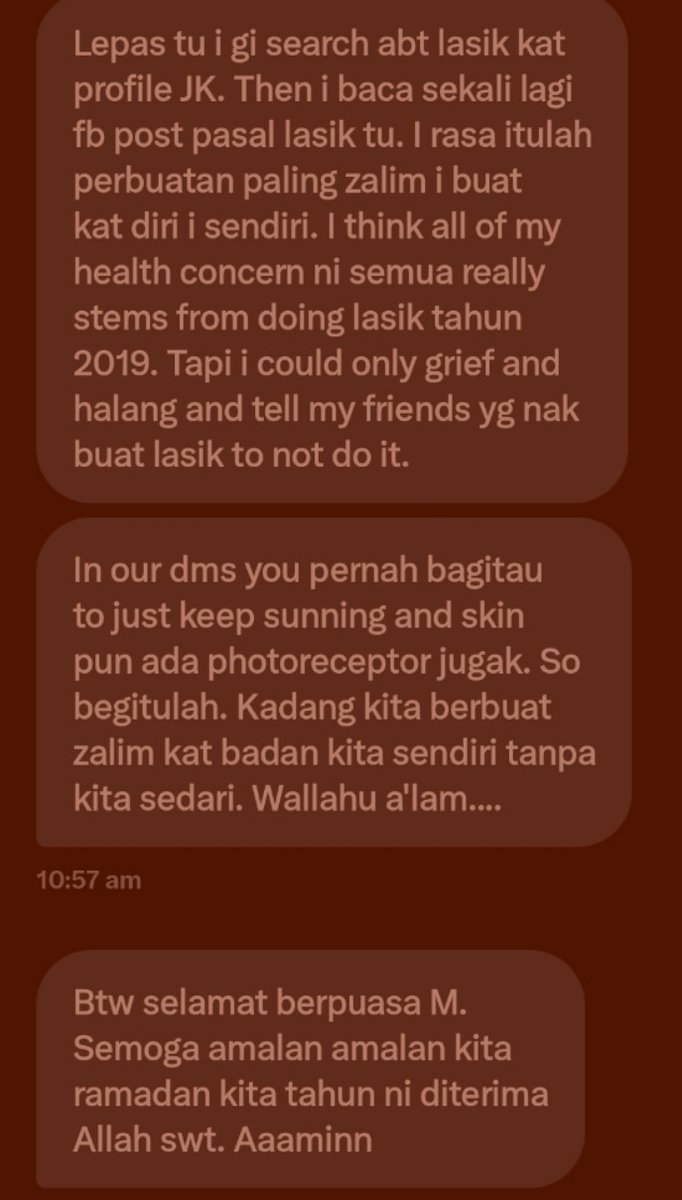 Lepas tu i gi search abt lasik kat
profile JK. Then i baca sekali lagi
fb post pasal lasik tu. I rasa itulah
perbuatan paling zalim i buat
kat diri i sendiri. I think all of my
health concern ni semua really
stems from doing lasik tahun
2019. Tapi i could only grief and
halang and tell my friends yg nak
buat lasik to not do it.
In our dms you pernah bagitau
to just keep sunning and skin
pun ada photoreceptor jugak. So
begitulah. Kadang kita berbuat
zalim kat badan kita sendiri tanpa
kita sedari. Wallahu a'lam....
10:57 am
Btw selamat berpuasa M.
Semoga amalan amalan kita
ramadan kita tahun ni diterima
Allah swt. Aaaminn